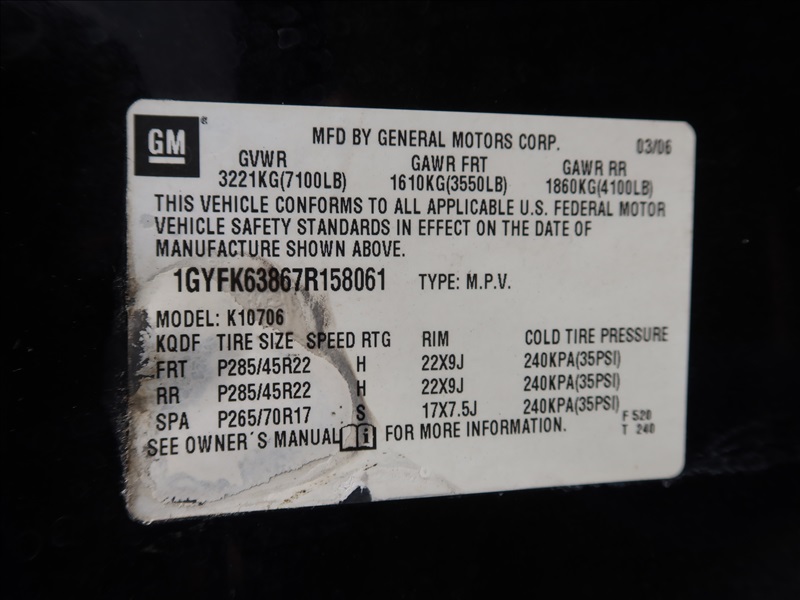 GM ®
MFD BY GENERAL MOTORS CORP. 03/06
GVWR GAWR FRT GAWR RR
3221KG(7100LB) 1610KG(3550LB) 1860KG(4100LB)
THIS VEHICLE CONFORMS TO ALL APPLICABLE U.S. FEDERAL MOTOR
VEHICLE SAFETY STANDARDS IN EFFECT ON THE DATE OF
MANUFACTURE SHOWN ABOVE.
1GYFK63867R158061 TYPE: M.P.V.
MODEL: K10706
KQDF TIRE SIZE SPEED RTG RIM COLD TIRE PRESSURE
FRT P285/45R22 H 22X9J 240KPA(35PSI)
RR P285/45R22 H 22X9J 240KPA(35PSI)
SPA P265/70R17 S 17X7.5J 240KPA(35PSI)
SEE OWNER'S MANUAL i FOR MORE INFORMATION.
F 520
T 240